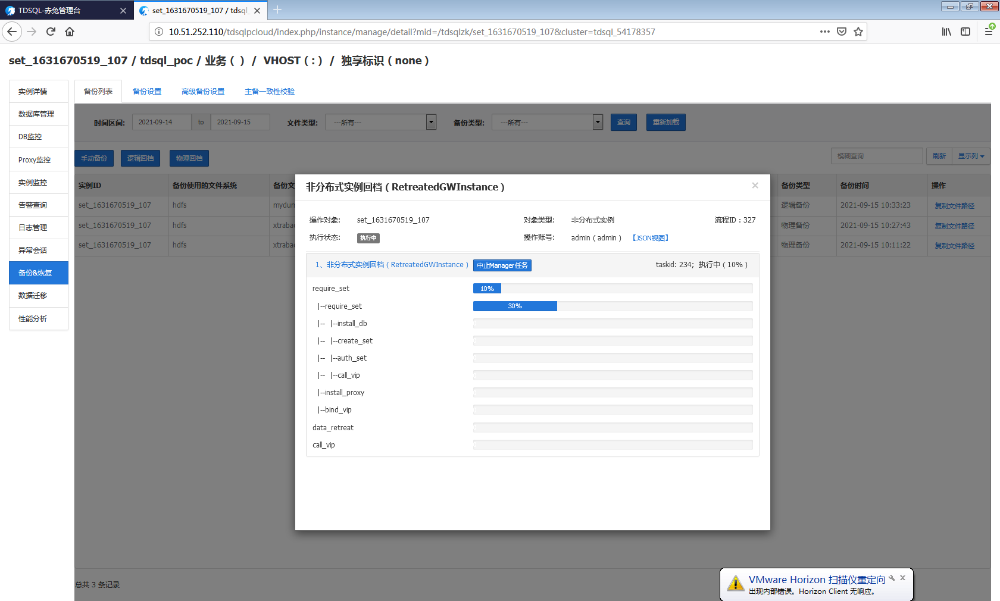 TDSQL-赤兔管理台
set_1631670519_107 / tdsql_
10.51.252.110/tdsqlpcloud/index.php/instance/manage/detail?mid=/tdsqlzk/set_1631670519_107&cluster=tdsql_54178357
set_1631670519_107 / tdsql_poc / 业务 ( ) / VHOST ( : ) / 独享标识 ( none )
实例详情
数据库管理
DB监控
Proxy监控
实例监控
告警查询
日志管理
异常会话
备份&恢复
数据迁移
性能分析
备份列表 备份设置 高级备份设置 主备一致性校验
时间区间: 2021-09-14 to 2021-09-15 文件类型: ---所有--- 备份类型: ---所有--- 查询 重新加载
手动备份 逻辑回档 物理回档 模糊查询 刷新 显示列
实例ID 备份使用的文件系统 备份文 备份类型 备份时间 操作
set_1631670519_107 hdfs mydum 逻辑备份 2021-09-15 10:33:23 复制文件路径
set_1631670519_107 hdfs xtrabac 物理备份 2021-09-15 10:27:43 复制文件路径
set_1631670519_107 hdfs xtrabac 物理备份 2021-09-15 10:11:22 复制文件路径
总共 3 条记录
非分布式实例回档 ( RetreatedGWInstance )
操作对象: set_1631670519_107 对象类型: 非分布式实例 流程ID : 327
执行状态: 执行中 操作账号: admin ( admin ) 【JSON视图】
1、非分布式实例回档 ( RetreatedGWInstance ) 中止Manager任务 taskid: 234; 执行中 ( 10% )
require_set 10%
|--require_set 30%
|-- |--install_db 0
|-- |--create_set 0
|-- |--auth_set 0
|-- |--call_vip 0
|--install_proxy 0
|--bind_vip 0
data_retreat 0
call_vip 0
VMware Horizon 扫描仪重定向
出现内部错误。Horizon Client 无响应。